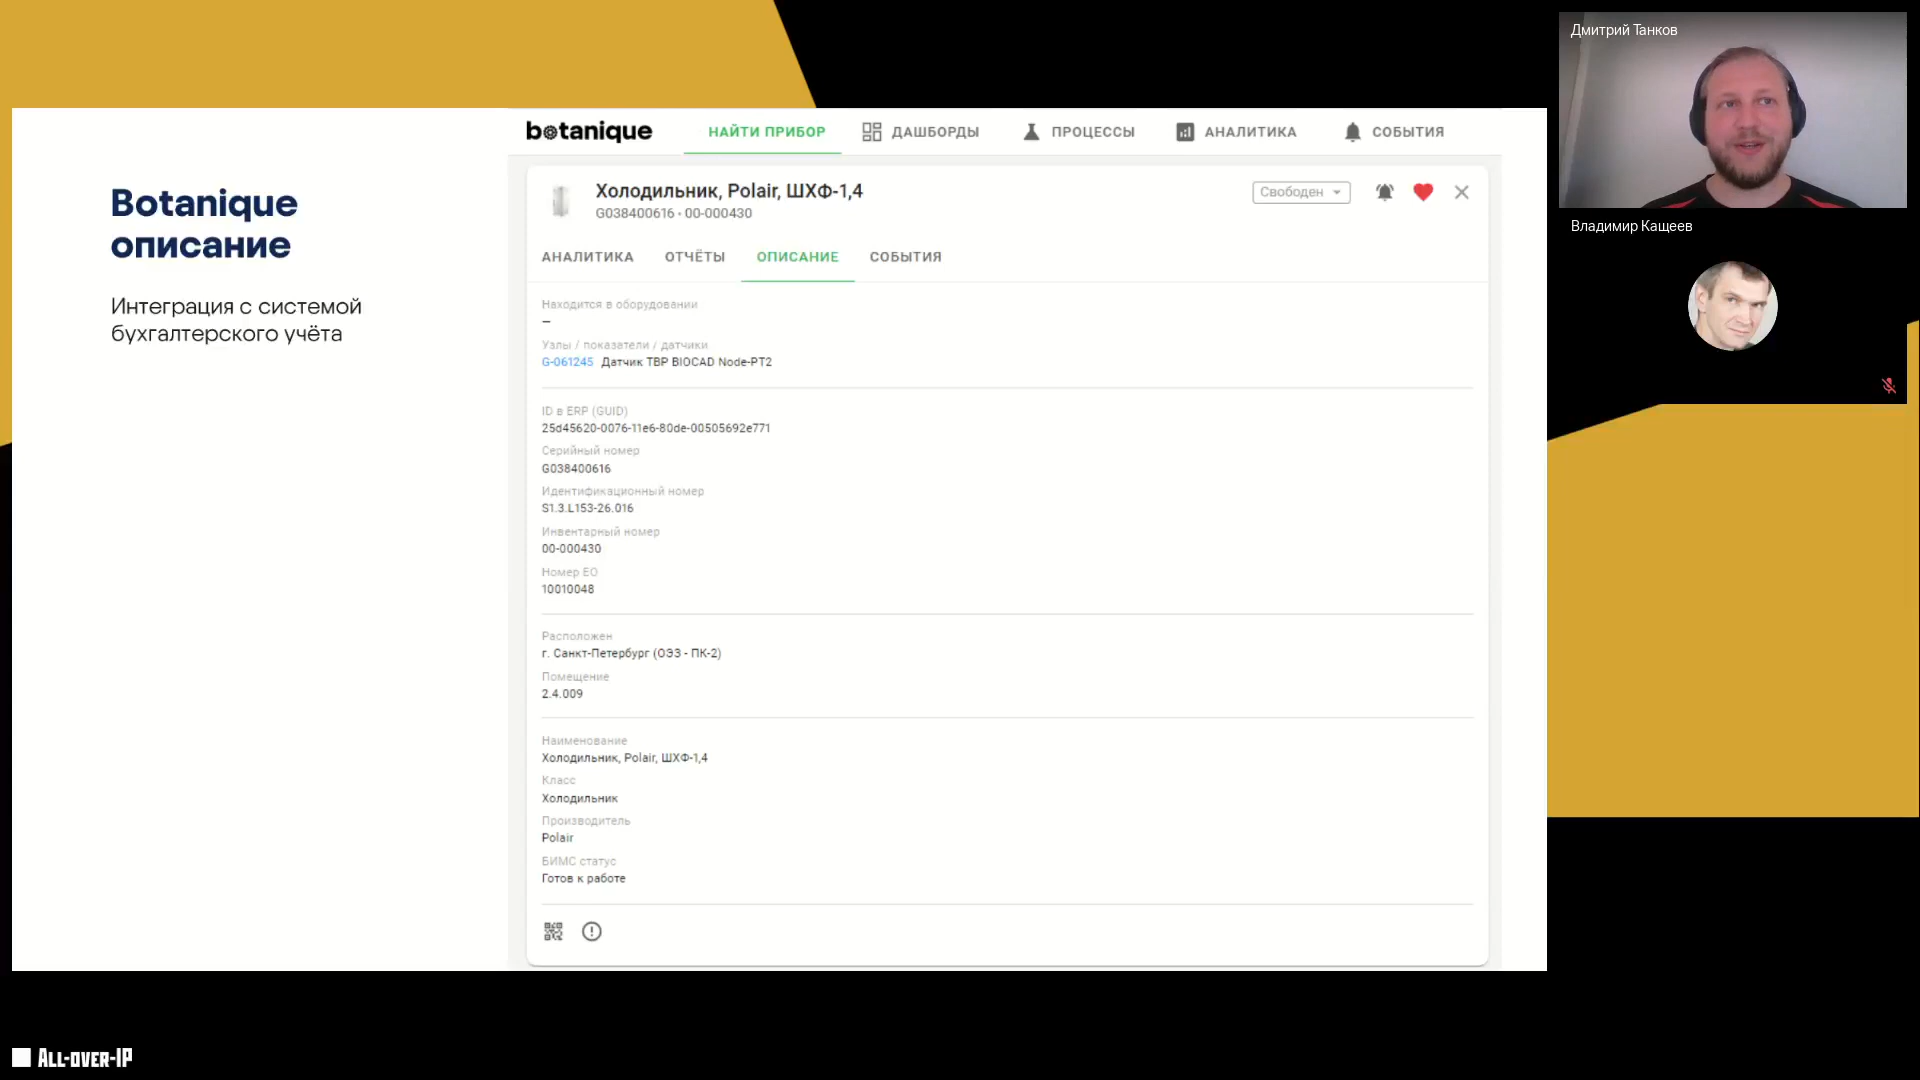 Botanique
описание
Интеграция с системой
бухгалтерского учёта
botanique
НАЙТИ ПРИБОР
ДАШБОРДЫ
ПРОЦЕССЫ
АНАЛИТИКА
СОБЫТИЯ
Холодильник, Polair, ШХФ-1,4
G038400616 • 00-000430
Свободен
АНАЛИТИКА
ОТЧЁТЫ
ОПИСАНИЕ
СОБЫТИЯ
Находится в оборудовании
–
Узлы / показатели / датчики
G-061245 Датчик ТВР BIOCAD Node-PT2
ID в ERP (GUID)
25d45620-0076-11e6-80de-00505692e771
Серийный номер
G038400616
Идентификационный номер
S1.3.L153-26.016
Инвентарный номер
00-000430
Номер ЕО
10010048
Расположен
г. Санкт-Петербург (ОЭЗ - ПК-2)
Помещение
2.4.009
Наименование
Холодильник, Polair, ШХФ-1,4
Класс
Холодильник
Производитель
Polair
БИМС статус
Готов к работе
Дмитрий Танков
Владимир Кащеев
ALL-OVER-IP